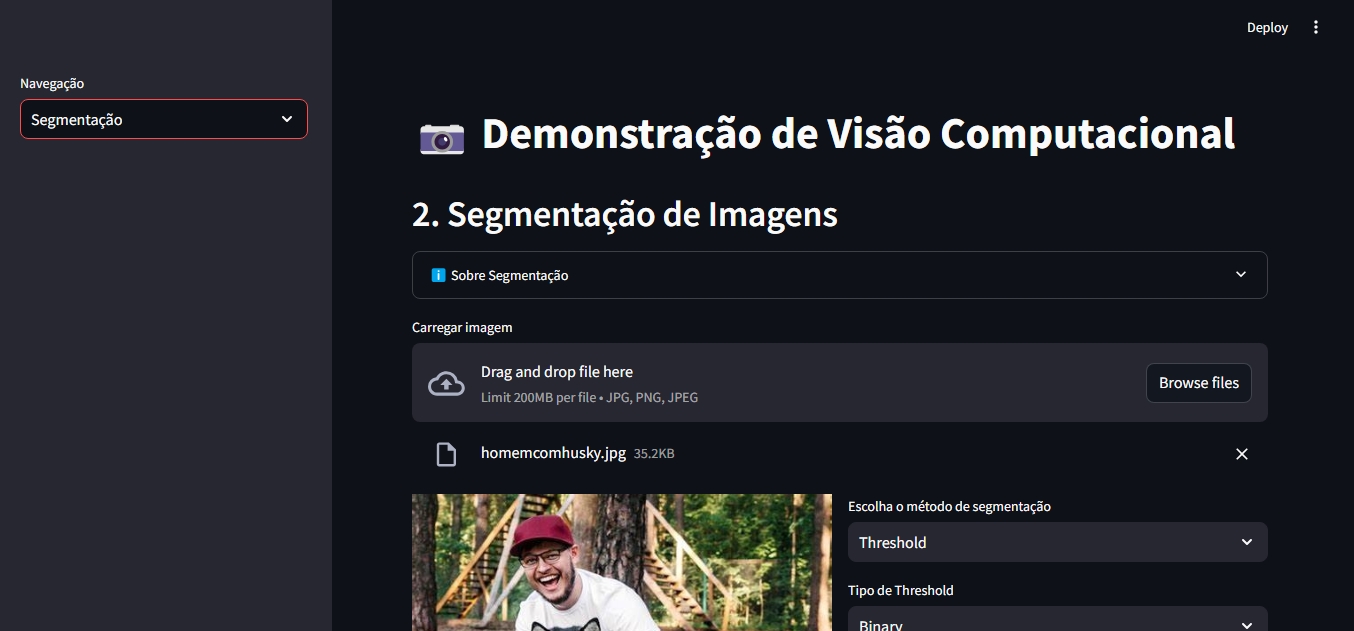 Deploy
Navegação
Segmentação
Demonstração de Visão Computacional
2. Segmentação de Imagens
Sobre Segmentação
Carregar imagem
Drag and drop file here
Limit 200MB per file • JPG, PNG, JPEG
Browse files
homemcomhusky.jpg 35.2KB
Escolha o método de segmentação
Threshold
Tipo de Threshold
Binary